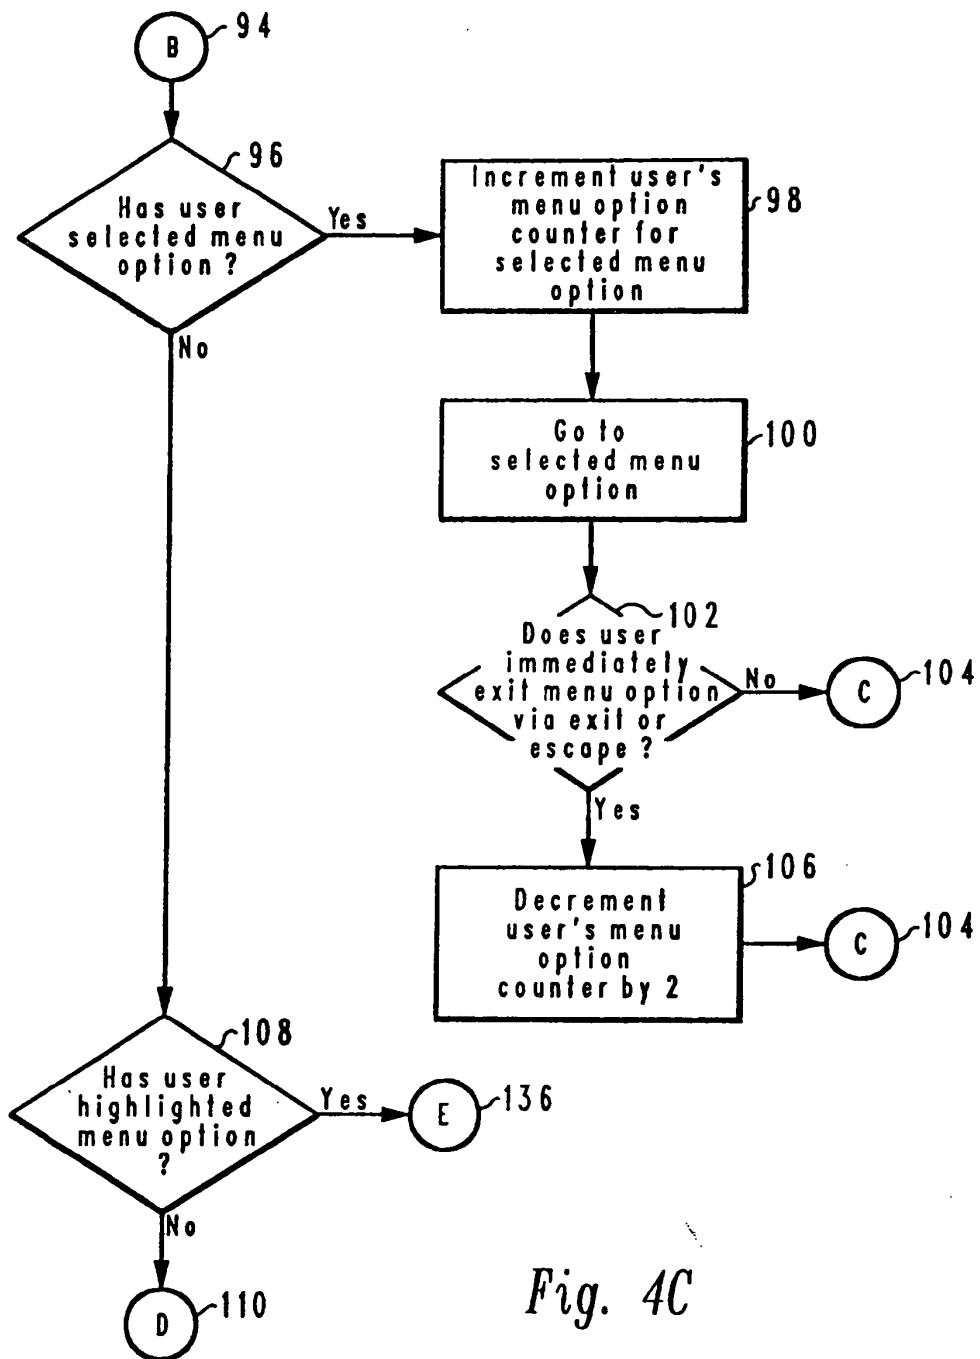 B
94
96
Has user
selected menu
option ?
Yes
No
Increment user's
menu option
counter for
selected menu
option
98
Go to
selected menu
option
100
102
Does user
immediately
exit menu option
via exit or
escape ?
No
C
104
Yes
106
Decrement
user's menu
option
counter by 2
C
104
108
Has user
highlighted
menu option
?
Yes
E
136
No
D
110
Fig. 4C